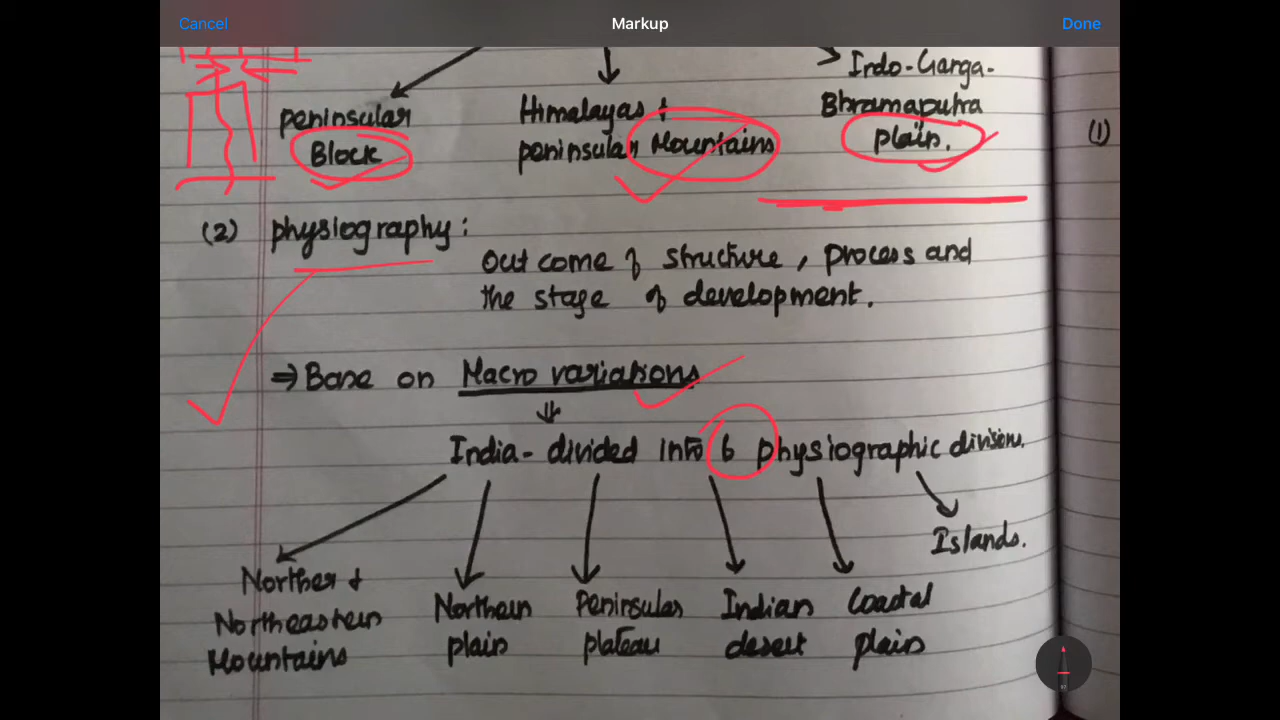 Cancel
Markup
Done
Indo-Ganga-
Bhramaputra
plain.
peninsular
Block
Himalayas +
peninsular Mountains
(1)
(2) physiography:
out come of structure, process and
the stage of development.
⇒ Base on Macro variations
India - divided into 6 physiographic division.
Islands.
Norther +
Northeastern
Mountains
Northern
plain
Peninsular
plateau
Indian
desert
Coastal
plain